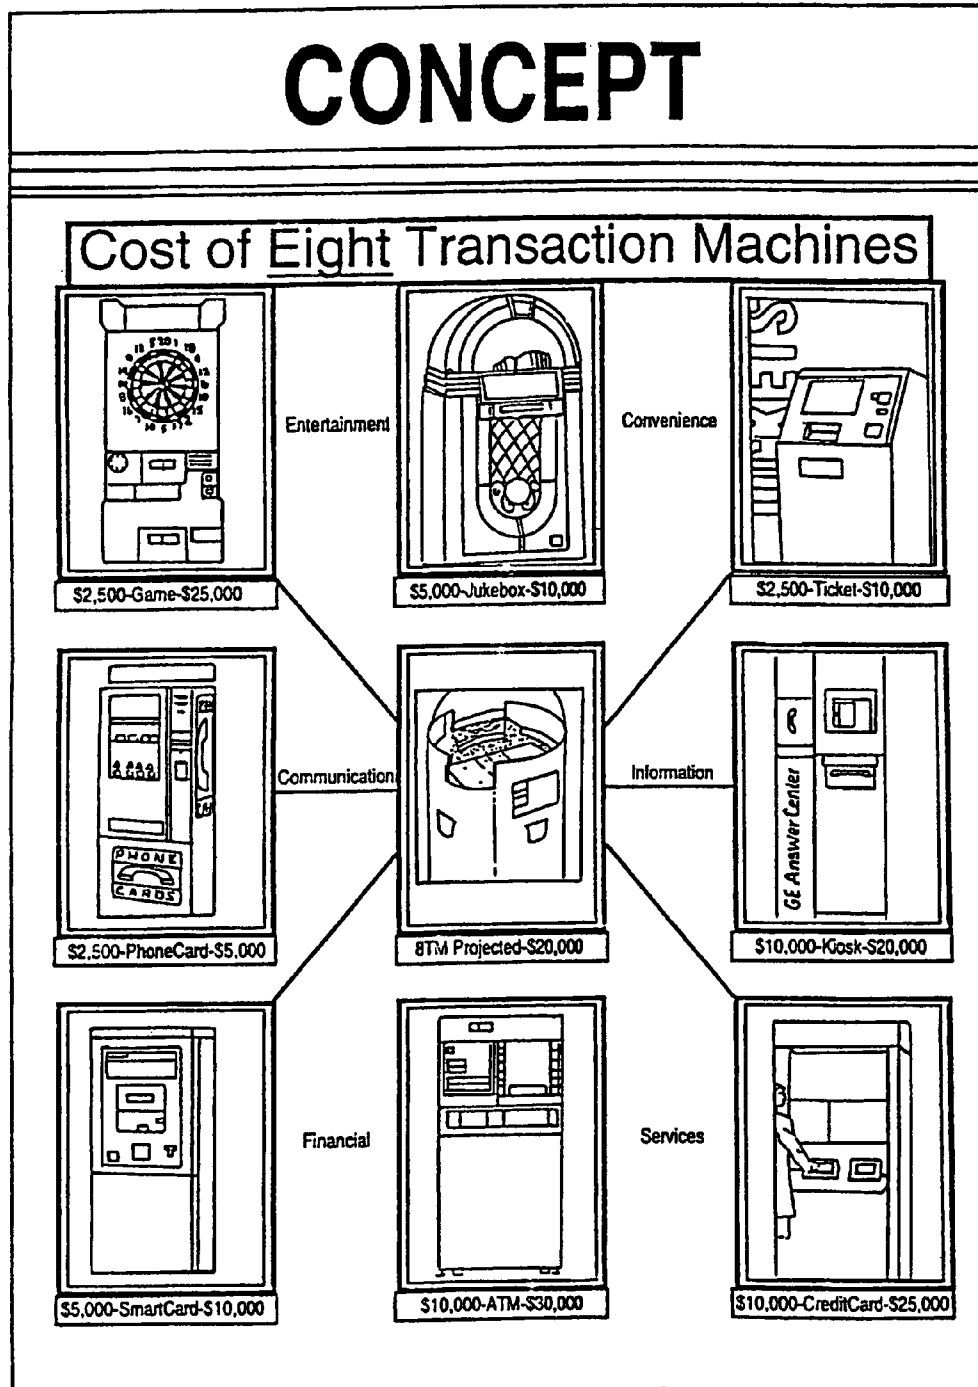 CONCEPT
Cost of Eight Transaction Machines
Entertainment
Convenience
$2,500-Game-$25,000
$5,000-Jukebox-$10,000
$2,500-Ticket-$10,000
Communication
Information
PHONE
CARDS
GE Answer Center
$2,500-PhoneCard-$5,000
8TM Projected-$20,000
$10,000-Kiosk-$20,000
Financial
Services
$5,000-SmartCard-$10,000
$10,000-ATM-$30,000
$10,000-CreditCard-$25,000